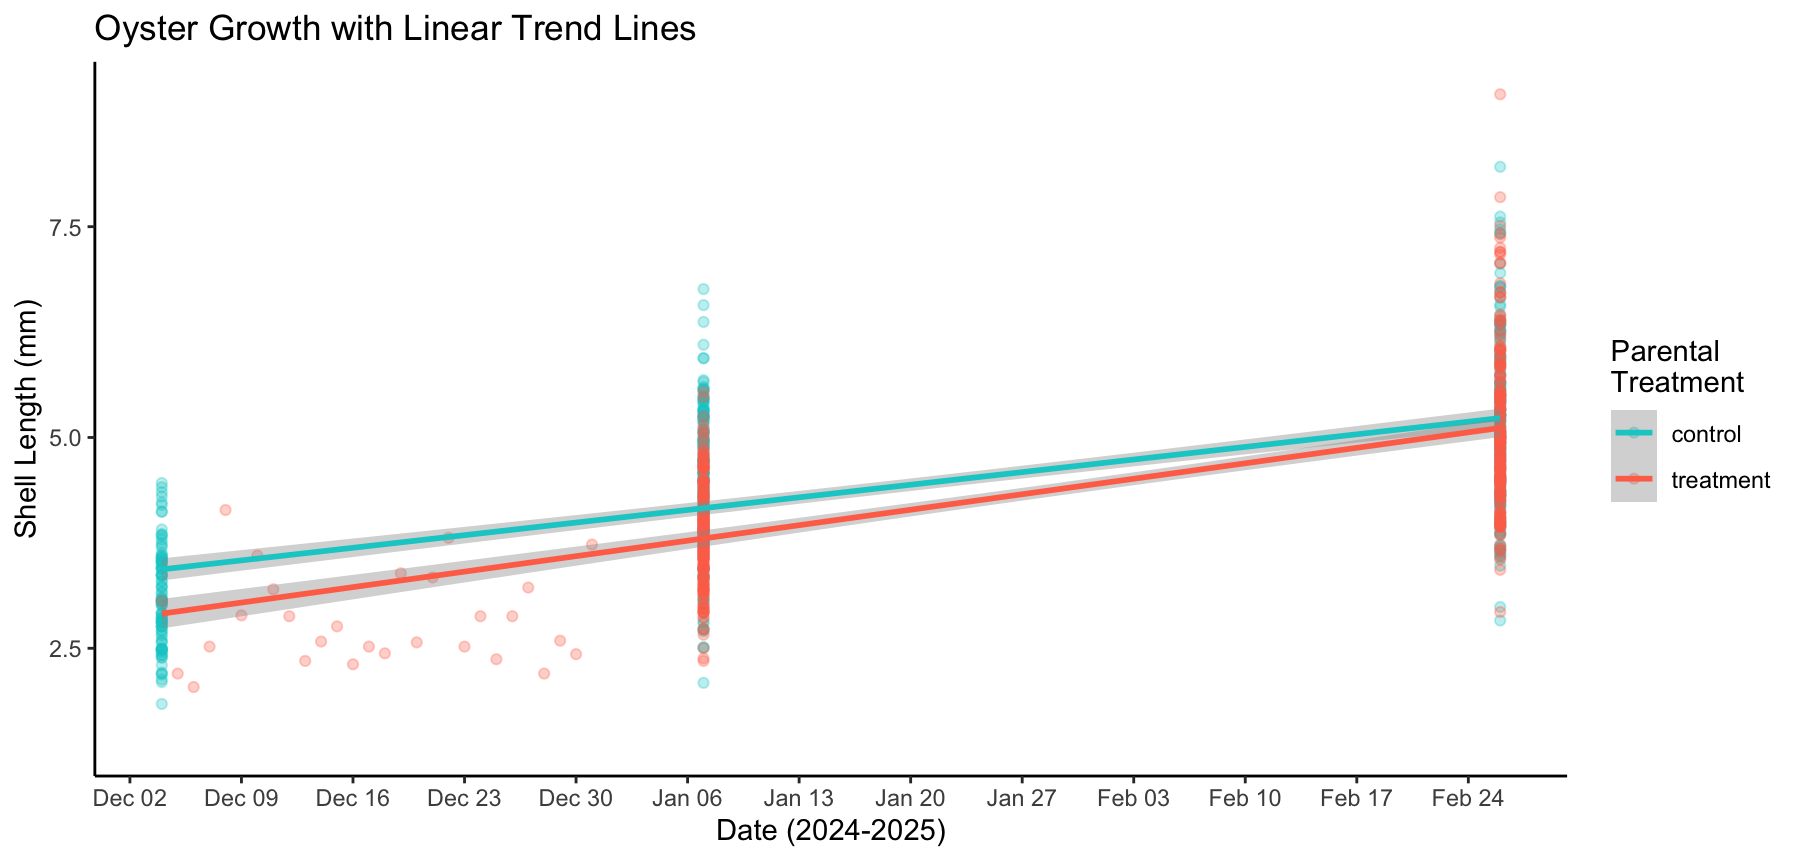 Oyster Growth with Linear Trend Lines
Shell Length (mm)
7.5
5.0
2.5
Dec 02 Dec 09 Dec 16 Dec 23 Dec 30 Jan 06 Jan 13 Jan 20 Jan 27 Feb 03 Feb 10 Feb 17 Feb 24
Date (2024-2025)
Parental
Treatment
control
treatment